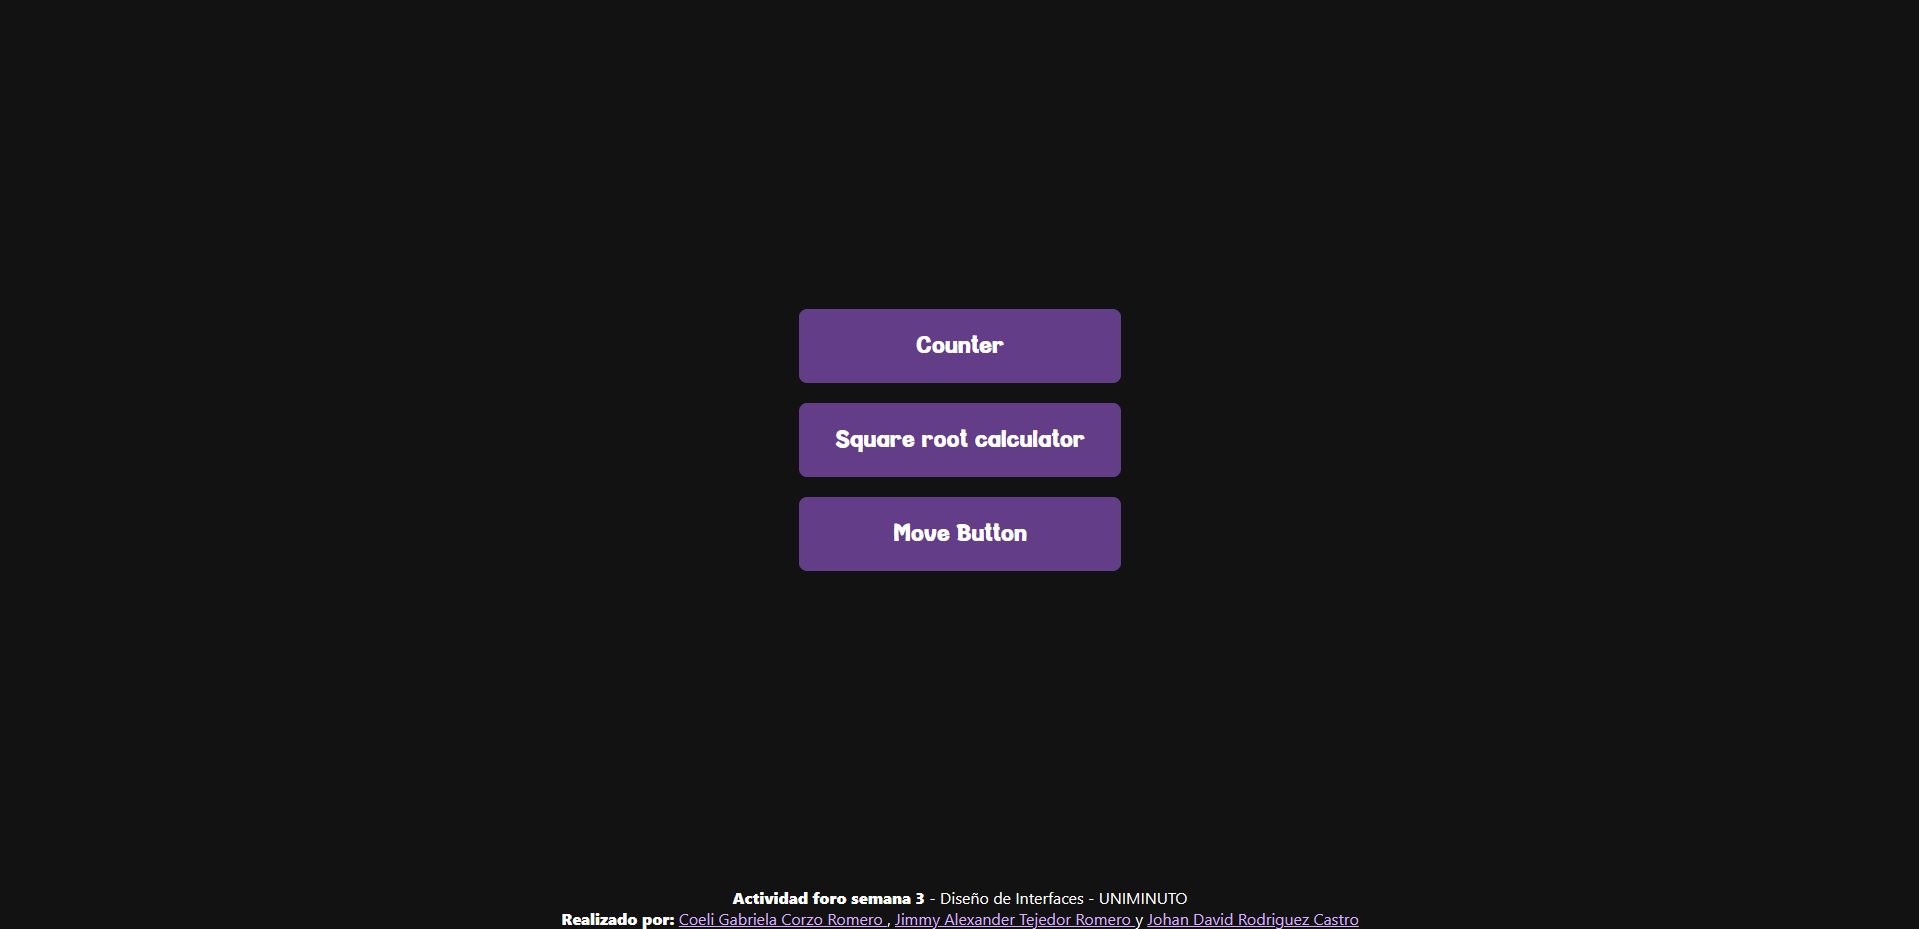 Counter
Square root calculator
Move Button
Actividad foro semana 3 - Diseño de Interfaces - UNIMINUTO
Realizado por: Coeli Gabriela Corzo Romero , Jimmy Alexander Tejedor Romero y Johan David Rodriguez Castro